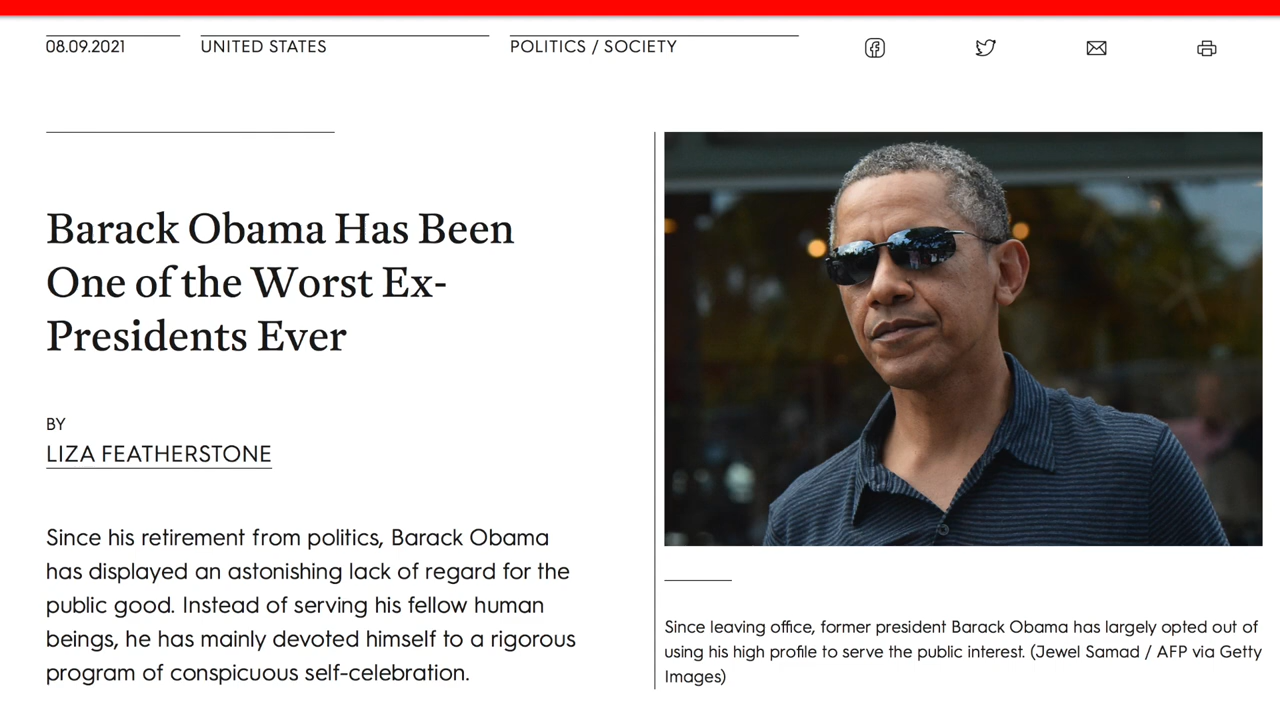 08.09.2021
UNITED STATES
POLITICS / SOCIETY
Barack Obama Has Been
One of the Worst Ex-
Presidents Ever
BY
LIZA FEATHERSTONE
Since his retirement from politics, Barack Obama
has displayed an astonishing lack of regard for the
public good. Instead of serving his fellow human
beings, he has mainly devoted himself to a rigorous
program of conspicuous self-celebration.
Since leaving office, former president Barack Obama has largely opted out of
using his high profile to serve the public interest. (Jewel Samad / AFP via Getty
Images)